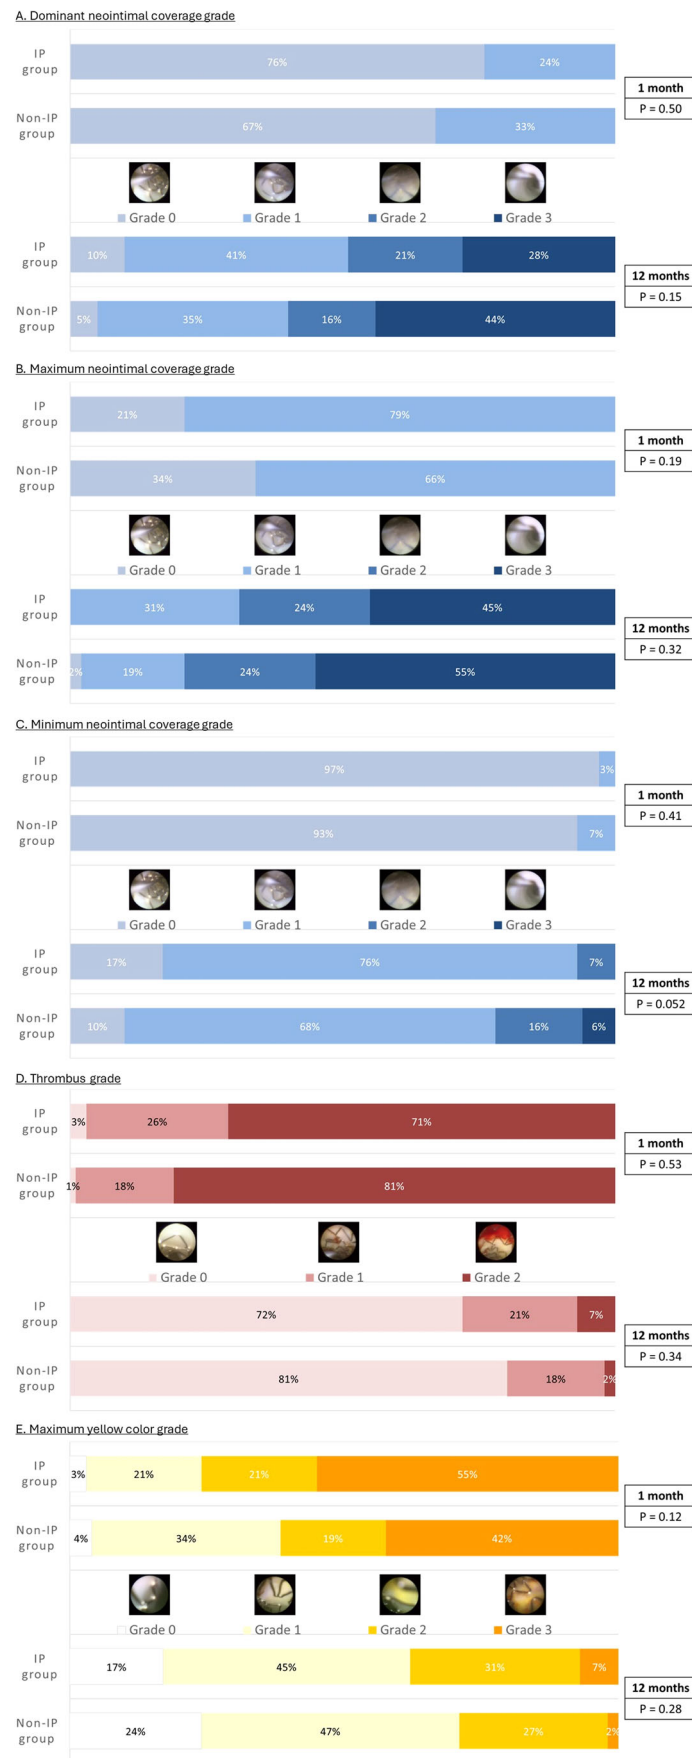 A. Dominant neointimal coverage grade
IP
group
76%
24%
1 month
P = 0.50
Non-IP
group
67%
33%
Grade 0
Grade 1
Grade 2
Grade 3
IP
group
10%
41%
21%
28%
12 months
P = 0.15
Non-IP
group
5%
35%
16%
44%
B. Maximum neointimal coverage grade
IP
group
21%
79%
1 month
P = 0.19
Non-IP
group
34%
66%
Grade 0
Grade 1
Grade 2
Grade 3
IP
group
31%
24%
45%
12 months
P = 0.32
Non-IP
group
2%
19%
24%
55%
C. Minimum neointimal coverage grade
IP
group
97%
3%
1 month
P = 0.41
Non-IP
group
93%
7%
Grade 0
Grade 1
Grade 2
Grade 3
IP
group
17%
76%
7%
12 months
P = 0.052
Non-IP
group
10%
68%
16%
6%
D. Thrombus grade
IP
group
3%
26%
71%
1 month
P = 0.53
Non-IP
group
1%
18%
81%
Grade 0
Grade 1
Grade 2
IP
group
72%
21%
7%
12 months
P = 0.34
Non-IP
group
81%
18%
2%
E. Maximum yellow color grade
IP
group
3%
21%
21%
55%
1 month
P = 0.12
Non-IP
group
4%
34%
19%
42%
Grade 0
Grade 1
Grade 2
Grade 3
IP
group
17%
45%
31%
7%
12 months
P = 0.28
Non-IP
group
24%
47%
27%
2%